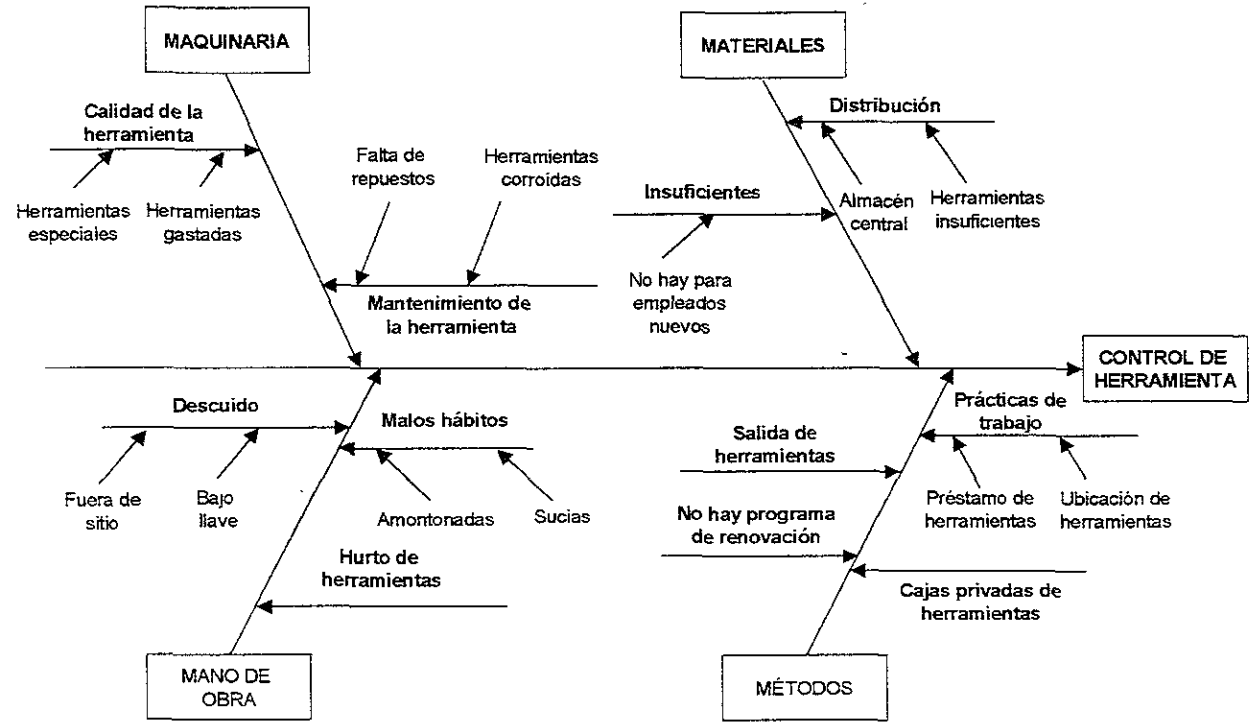 MAQUINARIA
MATERIALES
Calidad de la
herramienta
Herramientas
especiales
Herramientas
gastadas
Falta de
repuestos
Herramientas
corroidas
Mantenimiento de
la herramienta
Distribución
Almacén
central
Herramientas
insuficientes
Insuficientes
No hay para
empleados
nuevos
CONTROL DE
HERRAMIENTA
Descuido
Fuera de
sitio
Bajo
llave
Malos hábitos
Amontonadas
Sucias
Hurto de
herramientas
MANO DE
OBRA
Prácticas de
trabajo
Préstamo de
herramientas
Ubicación de
herramientas
Salida de
herramientas
No hay programa
de renovación
Cajas privadas de
herramientas
MÉTODOS